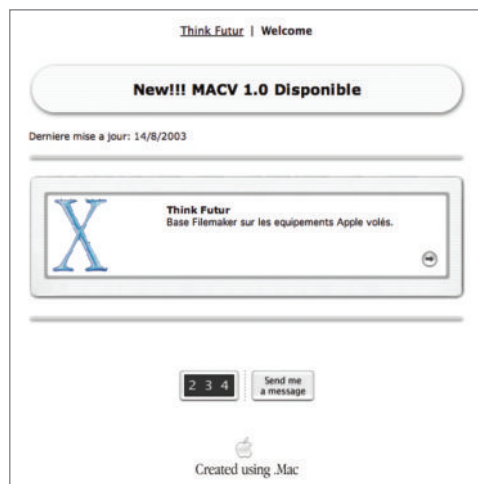 Think Futur | Welcome
New!!! MACV 1.0 Disponible
Derniere mise a jour: 14/8/2003
X
Think Futur
Base Filemaker sur les equipements Apple volés.
2 3 4
Send me
a message
Created using .Mac